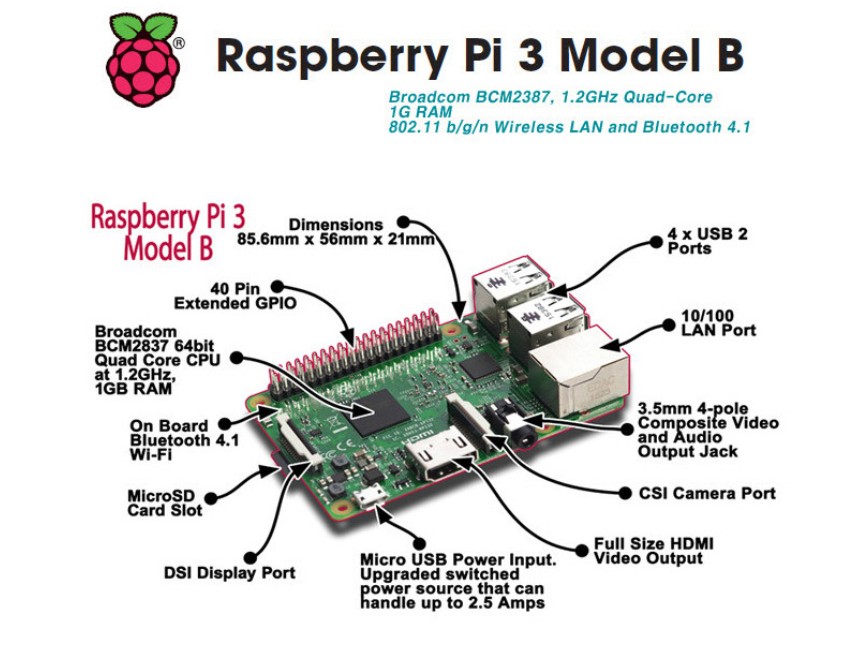 ®
Raspberry Pi 3 Model B
Broadcom BCM2387, 1.2GHz Quad-Core
1G RAM
802.11 b/g/n Wireless LAN and Bluetooth 4.1
Raspberry Pi 3
Model B
Dimensions
85.6mm x 56mm x 21mm
4 x USB 2
Ports
40 Pin
Extended GPIO
10/100
LAN Port
Broadcom
BCM2837 64bit
Quad Core CPU
at 1.2GHz,
1GB RAM
3.5mm 4-pole
Composite Video
and Audio
Output Jack
On Board
Bluetooth 4.1
Wi-Fi
CSI Camera Port
MicroSD
Card Slot
Full Size HDMI
Video Output
DSI Display Port
Micro USB Power Input.
Upgraded switched
power source that can
handle up to 2.5 Amps
HDMI